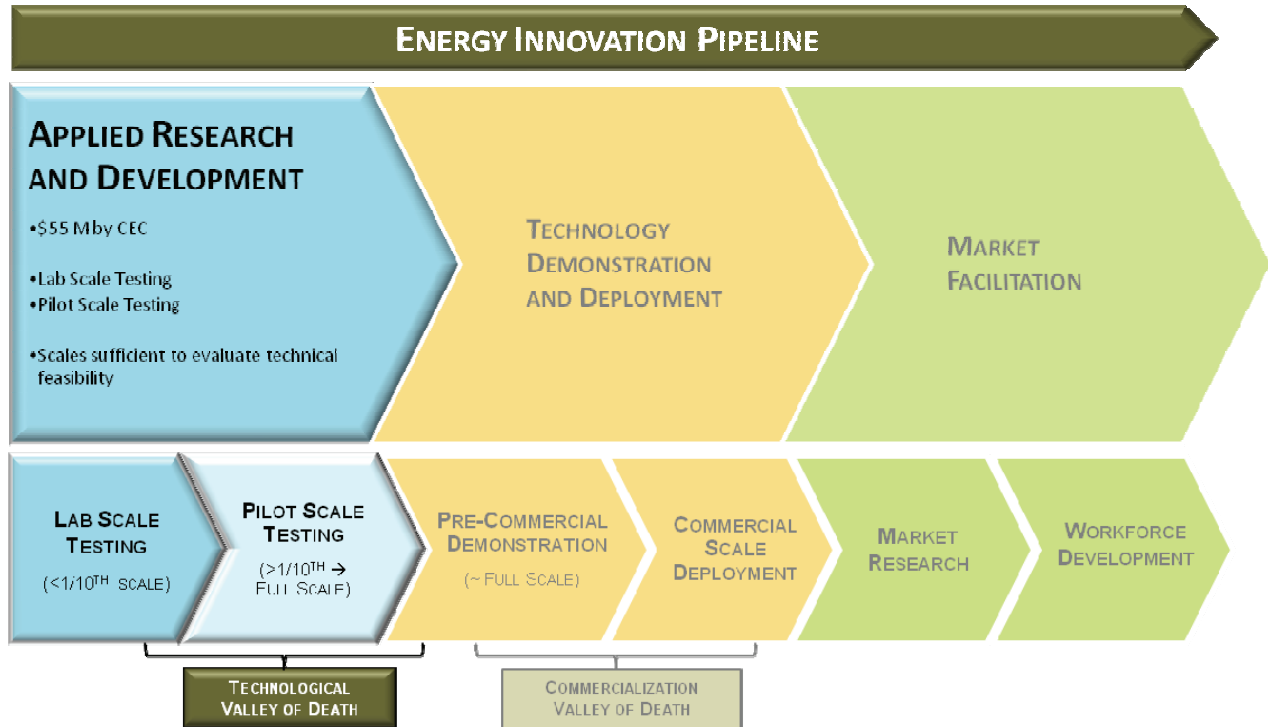 ENERGY INNOVATION PIPELINE
APPLIED RESEARCH
AND DEVELOPMENT
•$55 M by CEC
•Lab Scale Testing
•Pilot Scale Testing
•Scales sufficient to evaluate technical
feasibility
TECHNOLOGY
DEMONSTRATION
AND DEPLOYMENT
MARKET
FACILITATION
LAB SCALE
TESTING
(<1/10TH SCALE)
PILOT SCALE
TESTING
(>1/10TH →
FULL SCALE)
PRE-COMMERCIAL
DEMONSTRATION
(~ FULL SCALE)
COMMERCIAL
SCALE
DEPLOYMENT
MARKET
RESEARCH
WORKFORCE
DEVELOPMENT
TECHNOLOGICAL
VALLEY OF DEATH
COMMERCIALIZATION
VALLEY OF DEATH